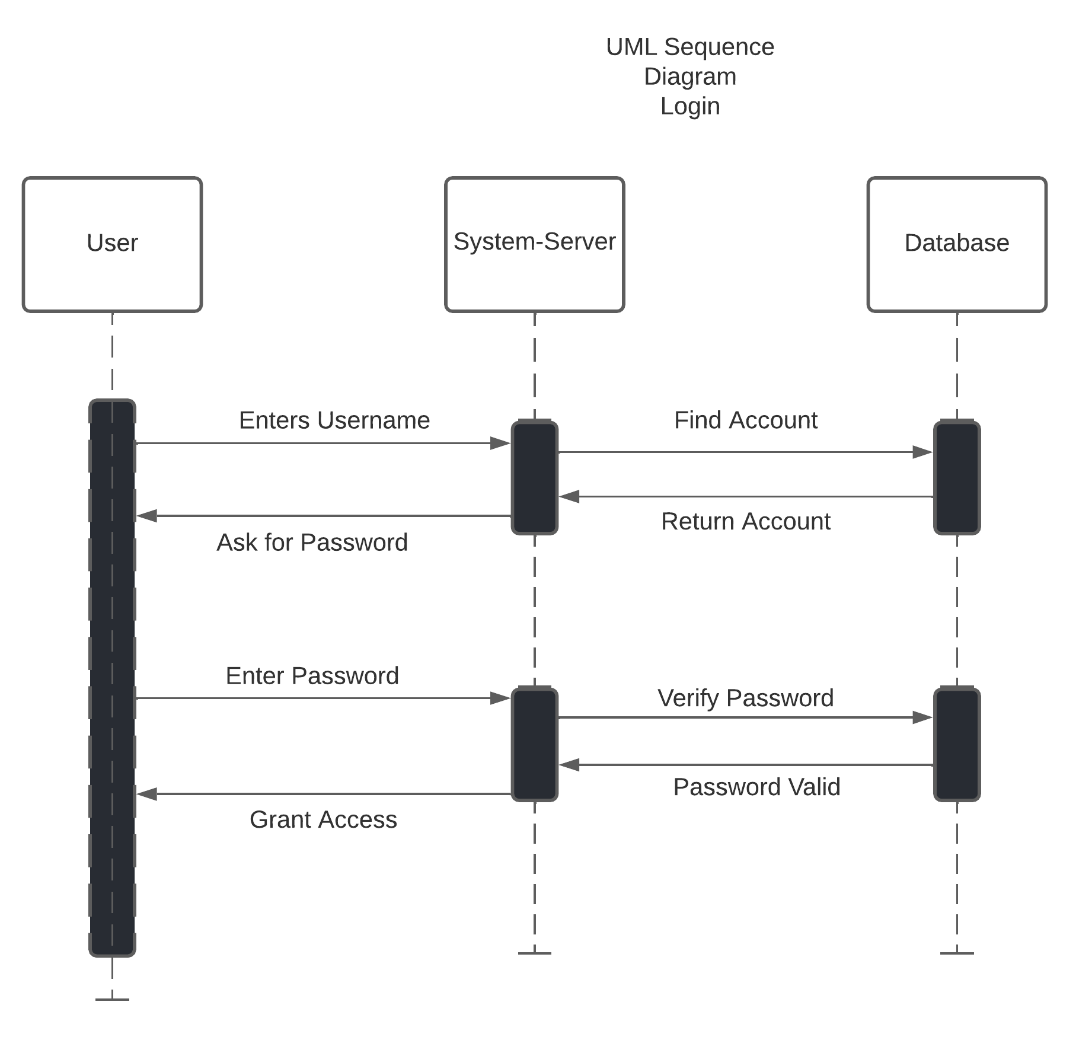 UML Sequence
Diagram
Login
User
System-Server
Database
Enters Username
Find Account
Return Account
Ask for Password
Enter Password
Verify Password
Password Valid
Grant Access